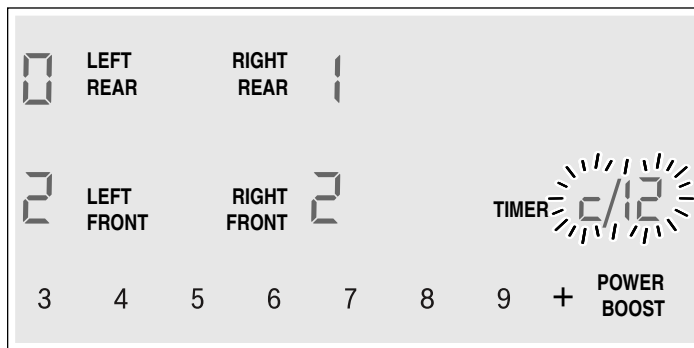 0 LEFT REAR RIGHT REAR 1
2 LEFT FRONT RIGHT FRONT 2 TIMER c/12
3 4 5 6 7 8 9 + POWER BOOST